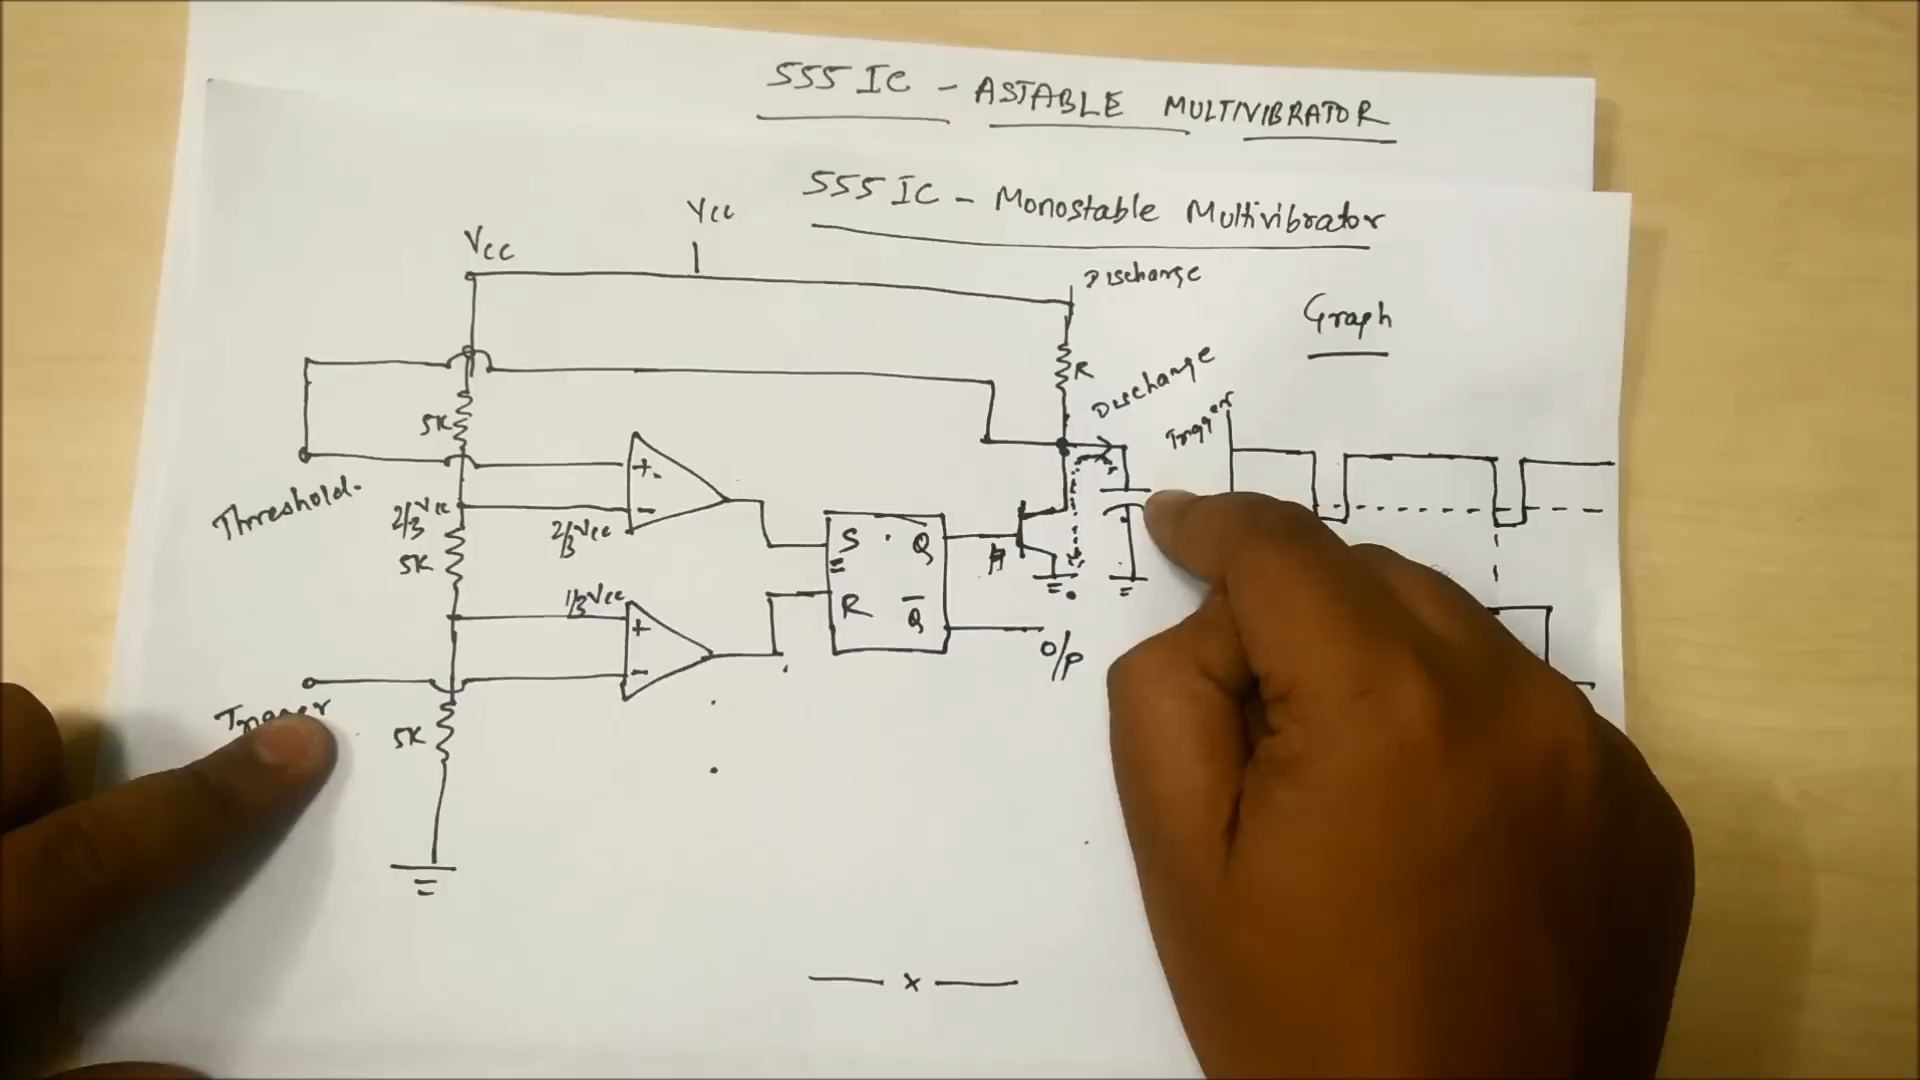 555 IC - ASTABLE MULTIVIBRATOR
555 IC - Monostable Multivibrator
Vcc
Vcc
Discharge
Graph
R
Discharge
Trigger
5K
Threshold.
2/3 Vcc
5K
+
-
2/3 Vcc
S Q
R Q̅
1/3 Vcc
+
-
O/P
5K
x